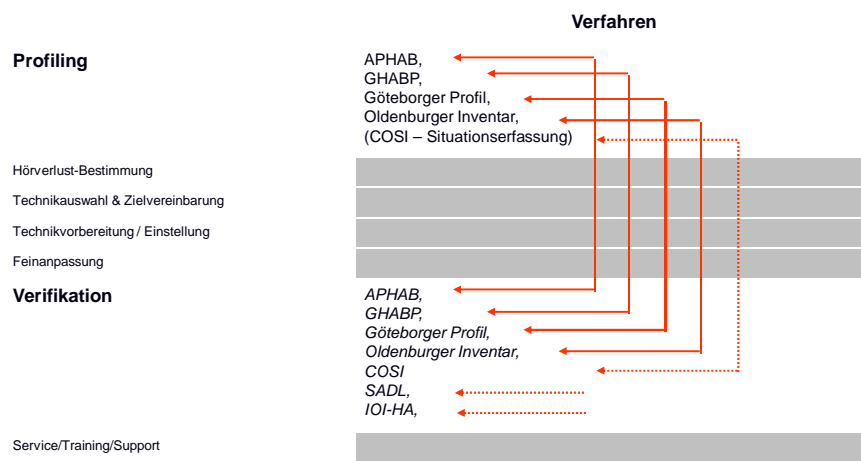 Verfahren
Profiling
APHAB,
GHABP,
Göteborger Profil,
Oldenburger Inventar,
(COSI – Situationserfassung)
Hörverlust-Bestimmung
Technikauswahl & Zielvereinbarung
Technikvorbereitung / Einstellung
Feinanpassung
Verifikation
APHAB,
GHABP,
Göteborger Profil,
Oldenburger Inventar,
COSI
SADL,
IOI-HA,
Service/Training/Support